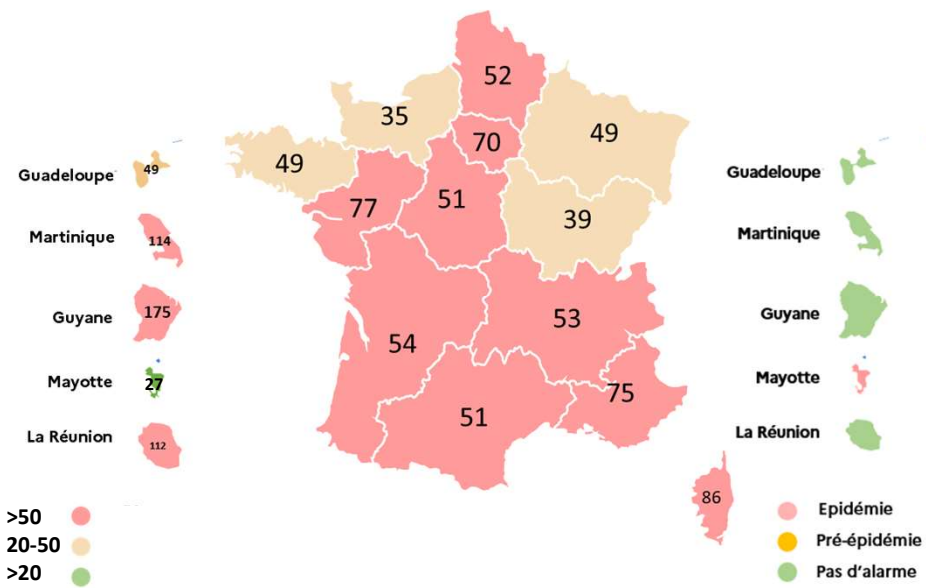 52
35
70
49
49
77
51
39
54
53
51
75
86
Guadeloupe
49
Martinique
114
Guyane
175
Mayotte
27
La Réunion
112
>50
20-50
>20
Guadeloupe
Martinique
Guyane
Mayotte
La Réunion
Epidémie
Pré-épidémie
Pas d'alarme